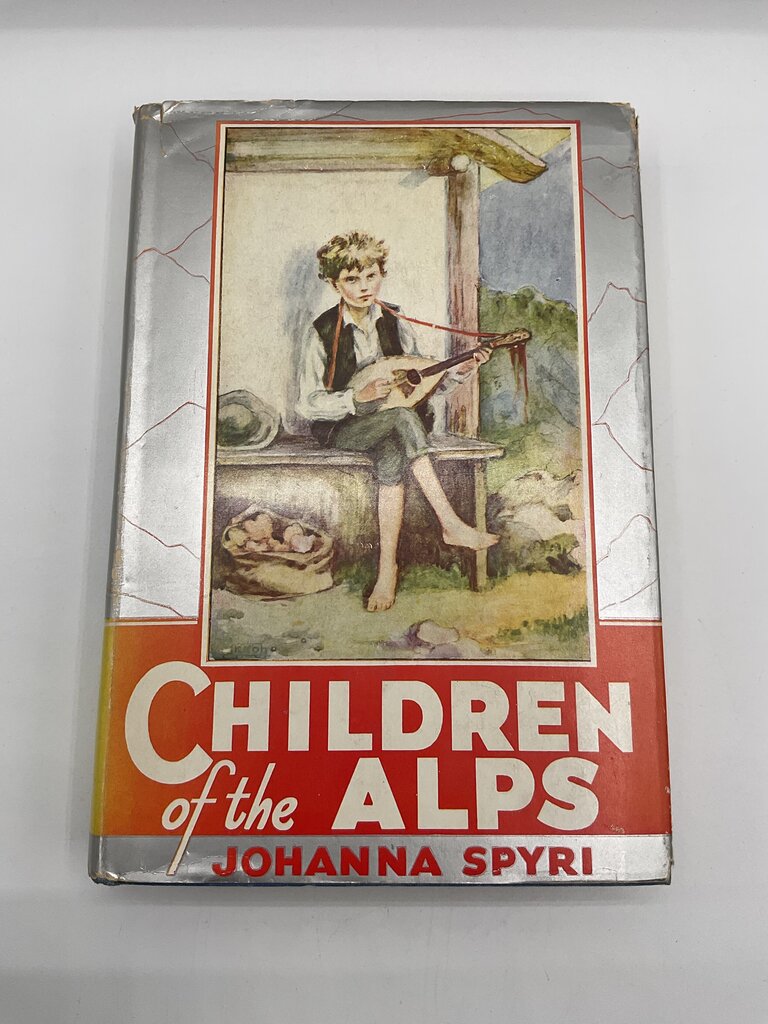 CHILDREN
of the ALPS
JOHANNA SPYRI